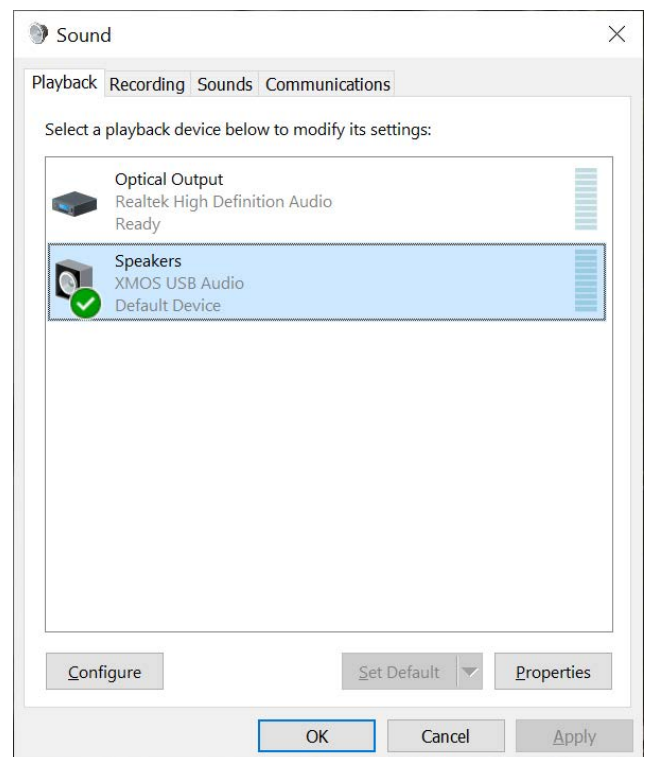 Sound
Playback Recording Sounds Communications
Select a playback device below to modify its settings:
Optical Output
Realtek High Definition Audio
Ready
Speakers
XMOS USB Audio
Default Device
Configure Set Default Properties
OK Cancel Apply